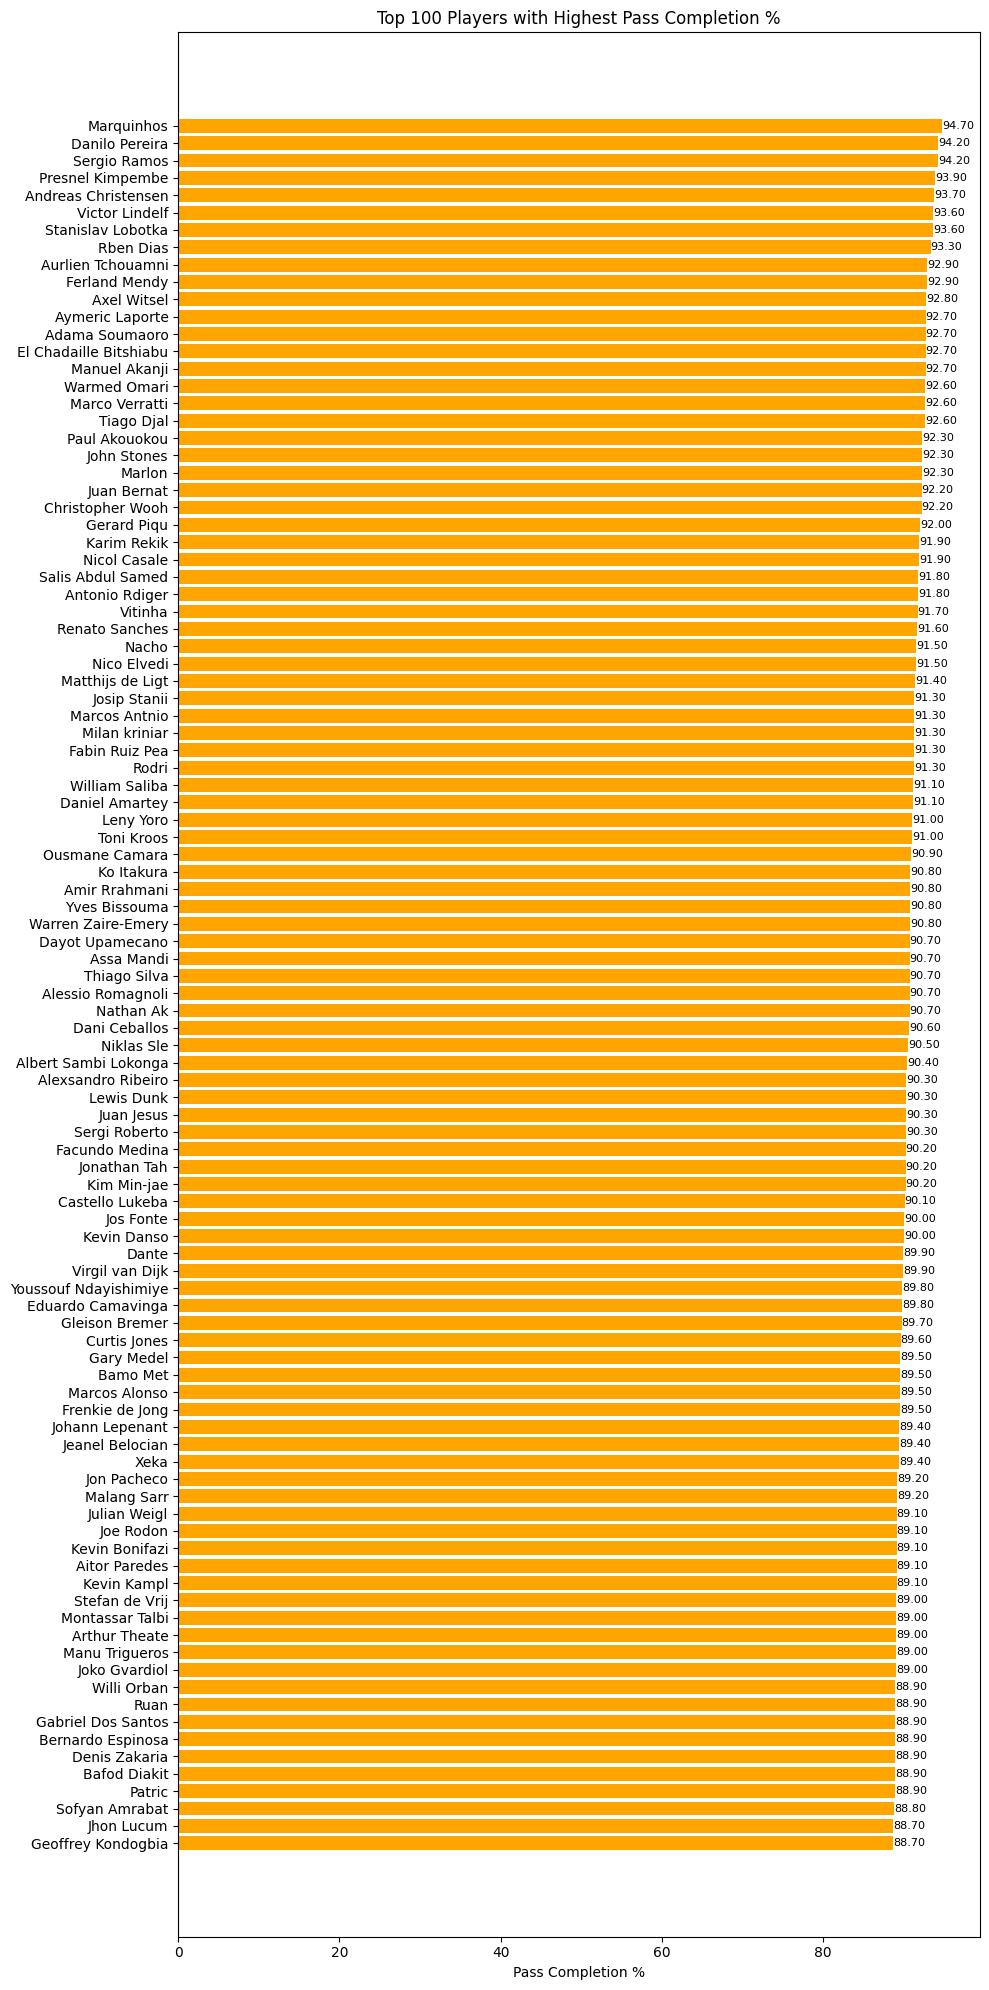 Top 100 Players with Highest Pass Completion %
Marquinhos 94.70
Danilo Pereira 94.20
Sergio Ramos 94.20
Presnel Kimpembe 93.90
Andreas Christensen 93.70
Victor Lindelf 93.60
Stanislav Lobotka 93.60
Rben Dias 93.30
Aurlien Tchouamni 92.90
Ferland Mendy 92.90
Axel Witsel 92.80
Aymeric Laporte 92.70
Adama Soumaoro 92.70
El Chadaille Bitshiabu 92.70
Manuel Akanji 92.70
Warmed Omari 92.60
Marco Verratti 92.60
Tiago Djal 92.60
Paul Akouokou 92.30
John Stones 92.30
Marlon 92.30
Juan Bernat 92.20
Christopher Wooh 92.20
Gerard Piqu 92.00
Karim Rekik 91.90
Nicol Casale 91.90
Salis Abdul Samed 91.80
Antonio Rdiger 91.80
Vitinha 91.70
Renato Sanches 91.60
Nacho 91.50
Nico Elvedi 91.50
Matthijs de Ligt 91.40
Josip Stanii 91.30
Marcos Antnio 91.30
Milan kriniar 91.30
Fabin Ruiz Pea 91.30
Rodri 91.30
William Saliba 91.10
Daniel Amartey 91.10
Leny Yoro 91.00
Toni Kroos 91.00
Ousmane Camara 90.90
Ko Itakura 90.80
Amir Rrahmani 90.80
Yves Bissouma 90.80
Warren Zaire-Emery 90.80
Dayot Upamecano 90.70
Assa Mandi 90.70
Thiago Silva 90.70
Alessio Romagnoli 90.70
Nathan Ak 90.70
Dani Ceballos 90.60
Niklas Sle 90.50
Albert Sambi Lokonga 90.40
Alexsandro Ribeiro 90.30
Lewis Dunk 90.30
Juan Jesus 90.30
Sergi Roberto 90.30
Facundo Medina 90.20
Jonathan Tah 90.20
Kim Min-jae 90.20
Castello Lukeba 90.10
Jos Fonte 90.00
Kevin Danso 90.00
Dante 89.90
Virgil van Dijk 89.90
Youssouf Ndayishimiye 89.80
Eduardo Camavinga 89.80
Gleison Bremer 89.70
Curtis Jones 89.60
Gary Medel 89.50
Bamo Met 89.50
Marcos Alonso 89.50
Frenkie de Jong 89.50
Johann Lepenant 89.40
Jeanel Belocian 89.40
Xeka 89.40
Jon Pacheco 89.20
Malang Sarr 89.20
Julian Weigl 89.10
Joe Rodon 89.10
Kevin Bonifazi 89.10
Aitor Paredes 89.10
Kevin Kampl 89.10
Stefan de Vrij 89.00
Montassar Talbi 89.00
Arthur Theate 89.00
Manu Trigueros 89.00
Joko Gvardiol 89.00
Willi Orban 88.90
Ruan 88.90
Gabriel Dos Santos 88.90
Bernardo Espinosa 88.90
Denis Zakaria 88.90
Bafod Diakit 88.90
Patric 88.90
Sofyan Amrabat 88.80
Jhon Lucum 88.70
Geoffrey Kondogbia 88.70
0 20 40 60 80
Pass Completion %